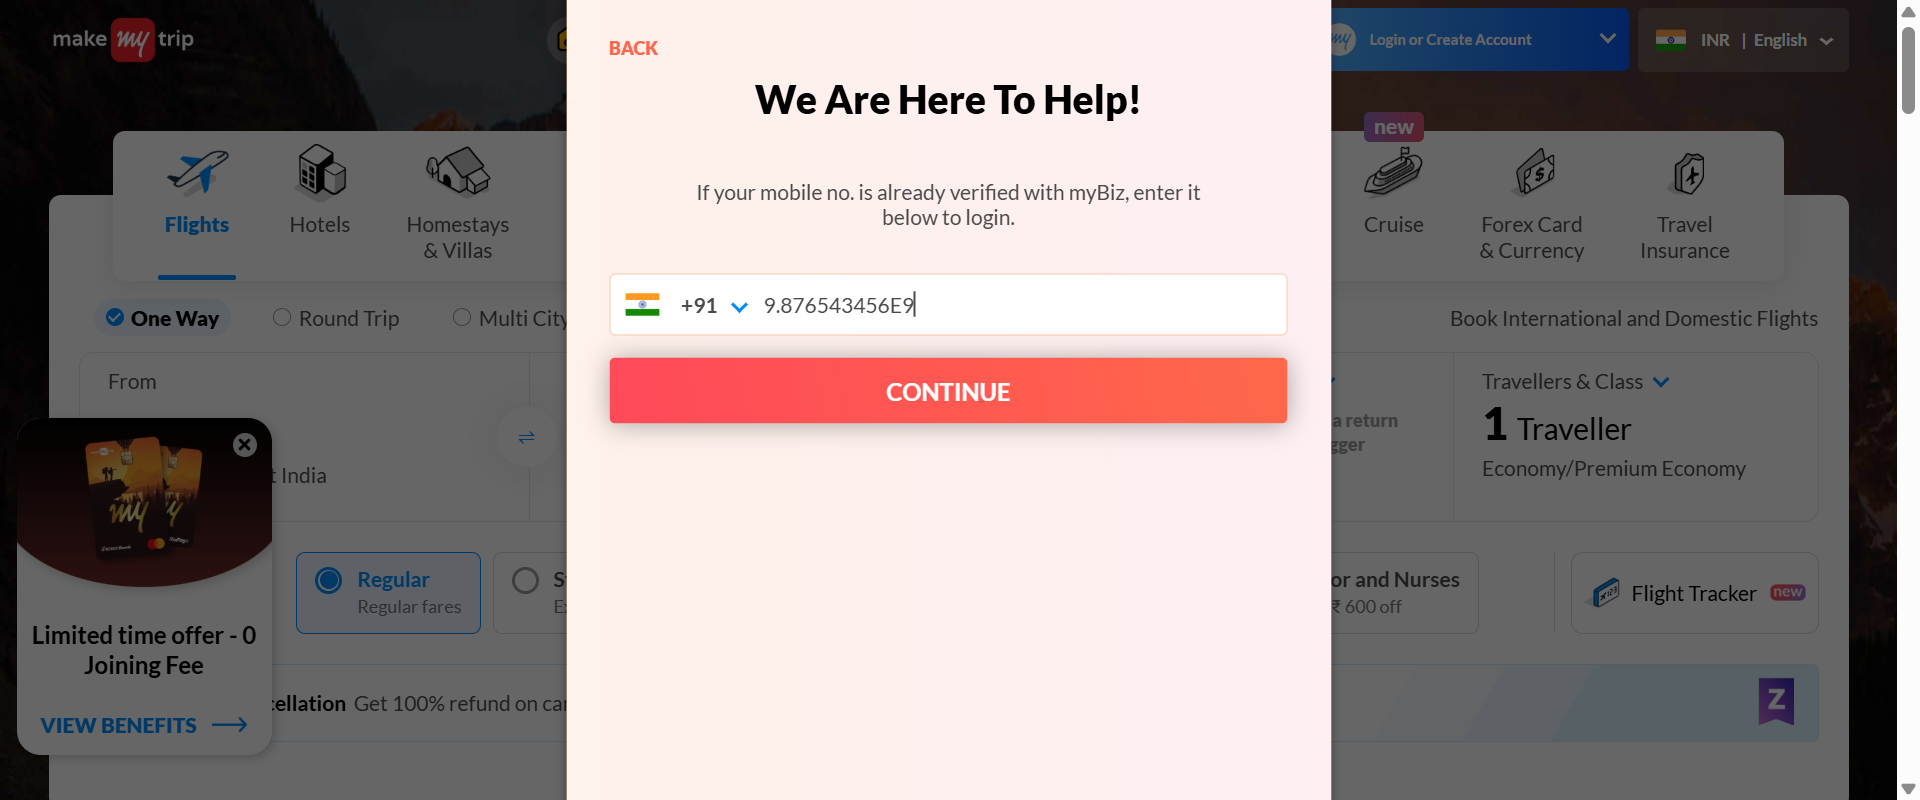 make my trip
my Login or Create Account
INR | English
BACK
We Are Here To Help!
If your mobile no. is already verified with myBiz, enter it
below to login.
+91 9.876543456E9
CONTINUE
Flights
Hotels
Homestays
& Villas
new
Cruise
Forex Card
& Currency
Travel
Insurance
One Way
Round Trip
Multi City
Book International and Domestic Flights
From
India
a return
Travellers & Class
1 Traveller
Economy/Premium Economy
my
Limited time offer - 0
Joining Fee
VIEW BENEFITS
Regular
Regular fares
or and Nurses
₹ 600 off
Flight Tracker new
cellation Get 100% refund on can
Z